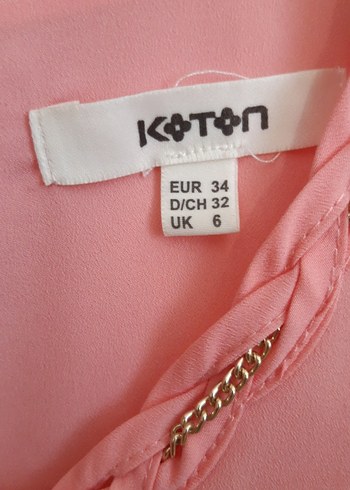 KOTON
EUR 34
D/CH 32
UK 6